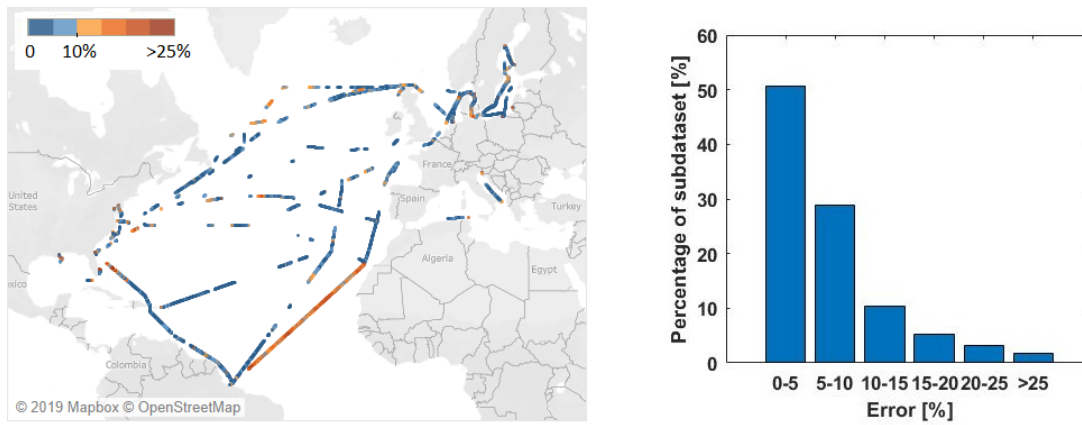 0 10% >25%
United
States
xico
Colombia
France
Spain
Algeria
Turkey
Egypt
© 2019 Mapbox © OpenStreetMap
Percentage of subdataset [%]
60
50
40
30
20
10
0
0-5 5-10 10-15 15-20 20-25 >25
Error [%]